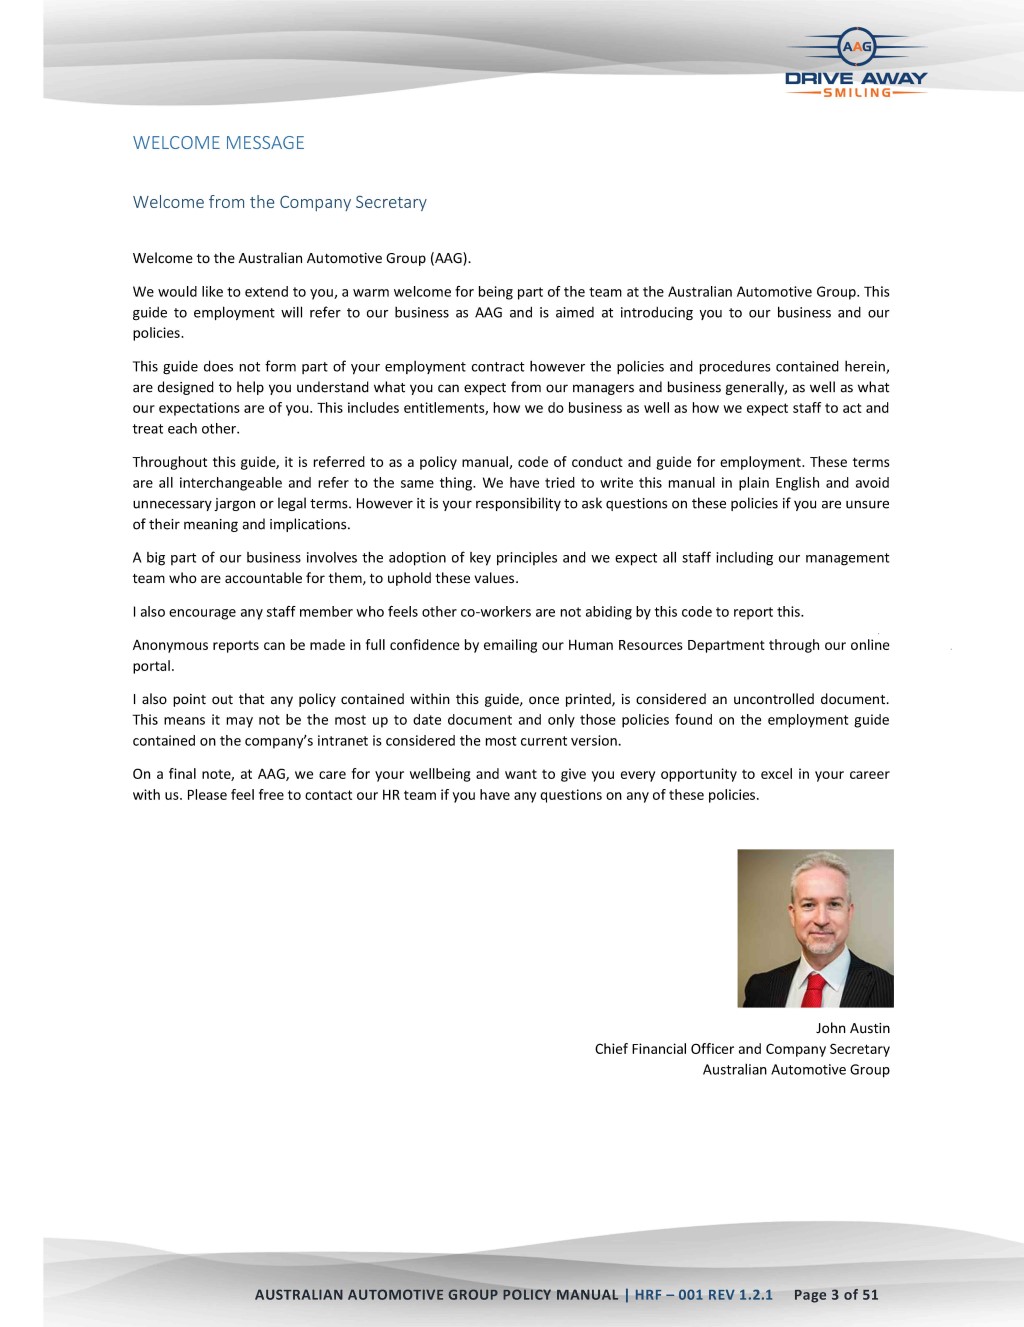 AAG
DRIVE AWAY
SMILING
WELCOME MESSAGE
Welcome from the Company Secretary
Welcome to the Australian Automotive Group (AAG).
We would like to extend to you, a warm welcome for being part of the team at the Australian Automotive Group. This
guide to employment will refer to our business as AAG and is aimed at introducing you to our business and our
policies.
This guide does not form part of your employment contract however the policies and procedures contained herein,
are designed to help you understand what you can expect from our managers and business generally, as well as what
our expectations are of you. This includes entitlements, how we do business as well as how we expect staff to act and
treat each other.
Throughout this guide, it is referred to as a policy manual, code of conduct and guide for employment. These terms
are all interchangeable and refer to the same thing. We have tried to write this manual in plain English and avoid
unnecessary jargon or legal terms. However it is your responsibility to ask questions on these policies if you are unsure
of their meaning and implications.
A big part of our business involves the adoption of key principles and we expect all staff including our management
team who are accountable for them, to uphold these values.
I also encourage any staff member who feels other co-workers are not abiding by this code to report this.
Anonymous reports can be made in full confidence by emailing our Human Resources Department through our online
portal.
I also point out that any policy contained within this guide, once printed, is considered an uncontrolled document.
This means it may not be the most up to date document and only those policies found on the employment guide
contained on the company’s intranet is considered the most current version.
On a final note, at AAG, we care for your wellbeing and want to give you every opportunity to excel in your career
with us. Please feel free to contact our HR team if you have any questions on any of these policies.
John Austin
Chief Financial Officer and Company Secretary
Australian Automotive Group
AUSTRALIAN AUTOMOTIVE GROUP POLICY MANUAL | HRF – 001 REV 1.2.1 Page 3 of 51